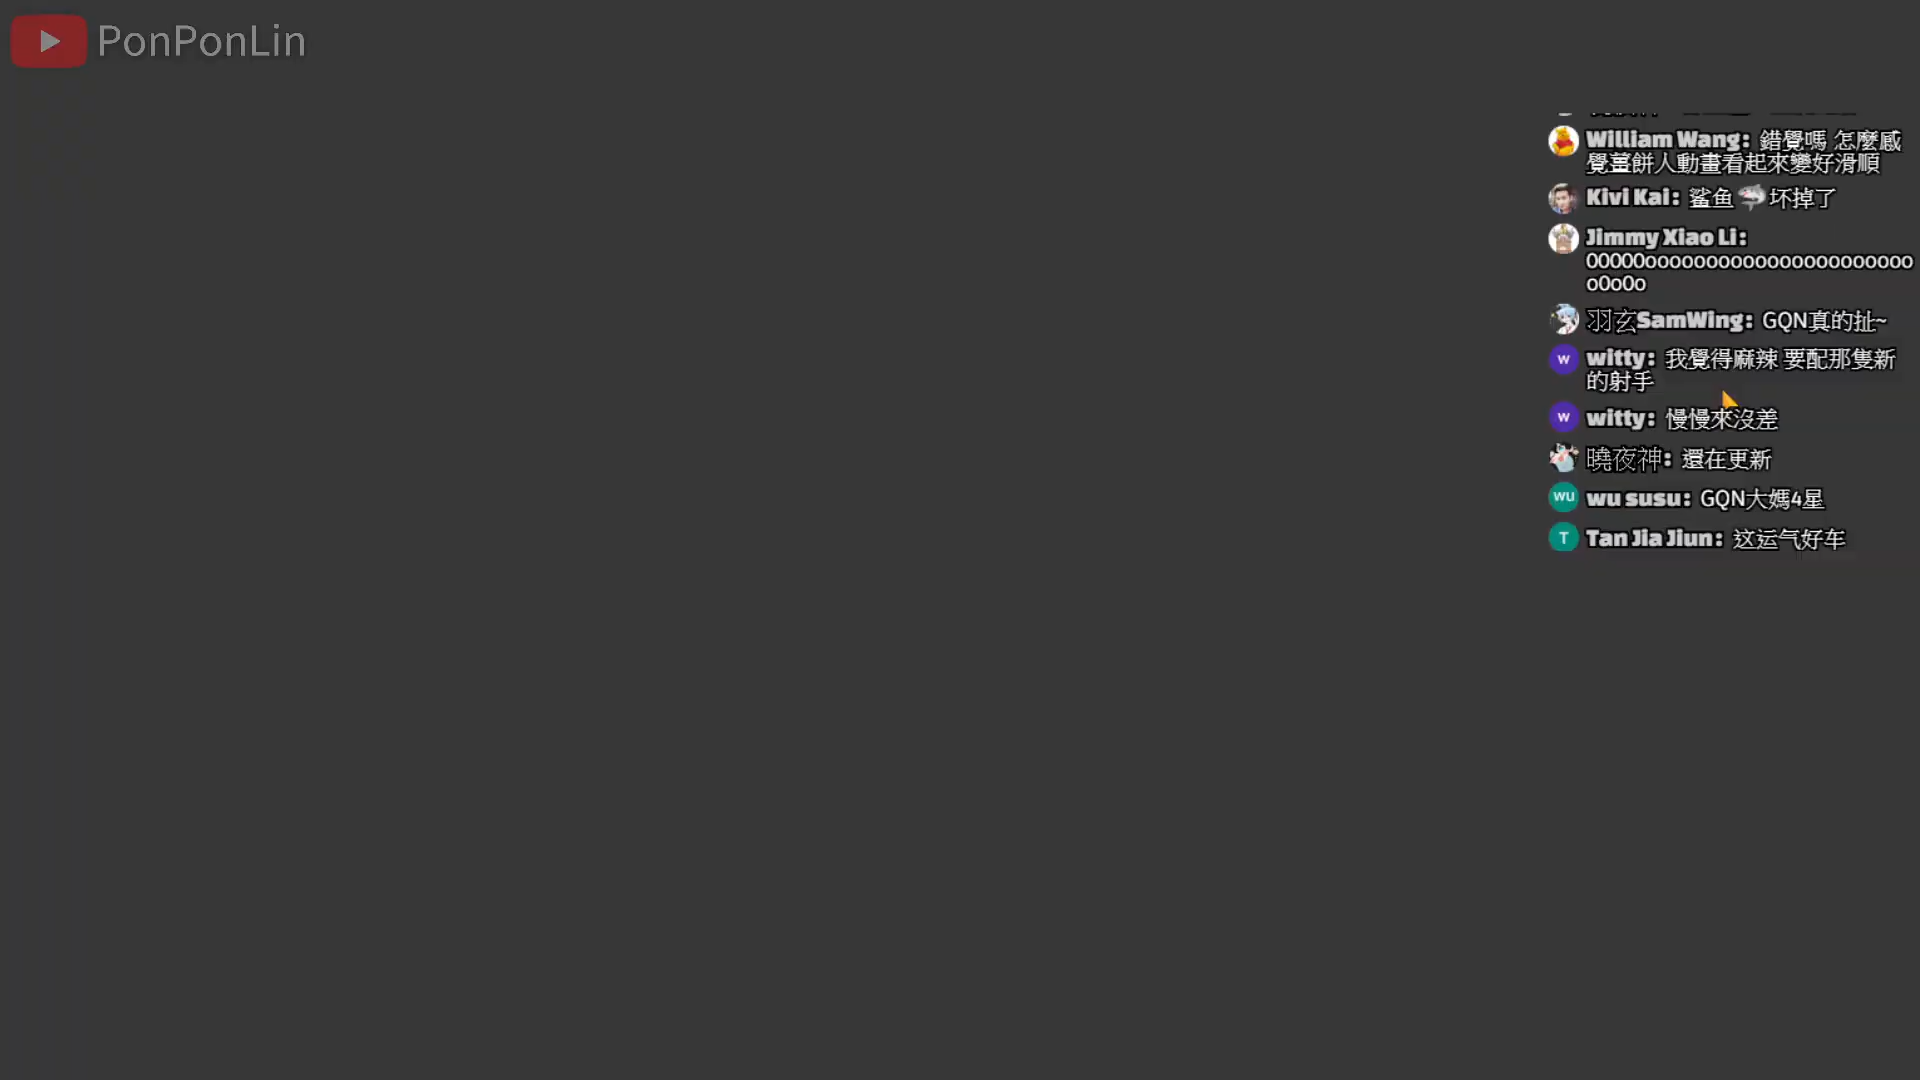 PonPonLin
William Wang: 錯覺嗎 怎麼感
覺薑餅人動畫看起來變好滑順
Kivi Kai: 鲨鱼🦈坏掉了
Jimmy Xiao Li:
OOOOOoooooooooooooooooooooooo
oOoOo
羽玄SamWing: GQN真的扯~
W witty: 我覺得麻辣 要配那隻新
的射手
W witty: 慢慢來沒差
曉夜神: 還在更新
WU wu susu: GQN大媽4星
T Tan Jia Jiun: 这运气好车